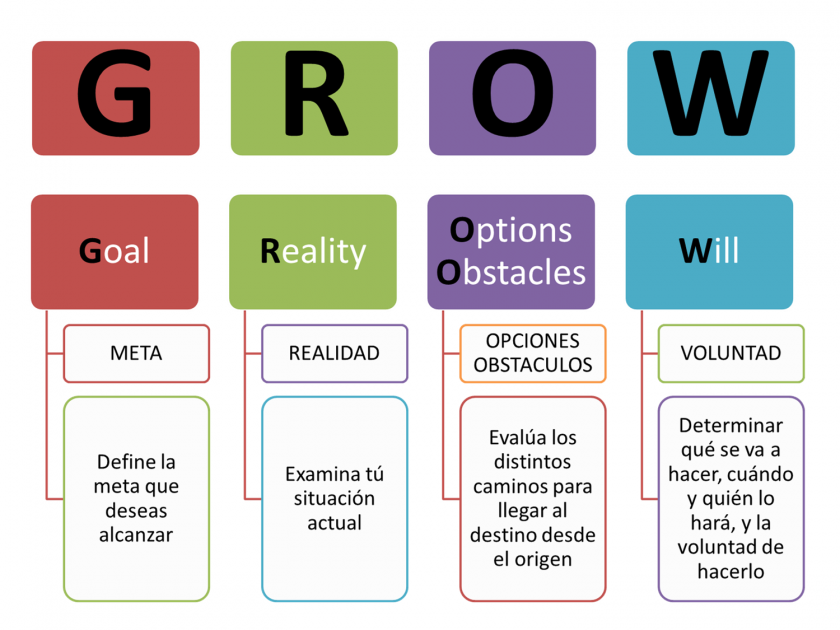 G
R
O
W
Goal
Reality
Options
Obstacles
Will
META
REALIDAD
OPCIONES
OBSTACULOS
VOLUNTAD
Define la
meta que
deseas
alcanzar
Examina tú
situación
actual
Evalúa los
distintos
caminos para
llegar al
destino desde
el origen
Determinar
qué se va a
hacer, cuándo
y quién lo
hará, y la
voluntad de
hacerlo